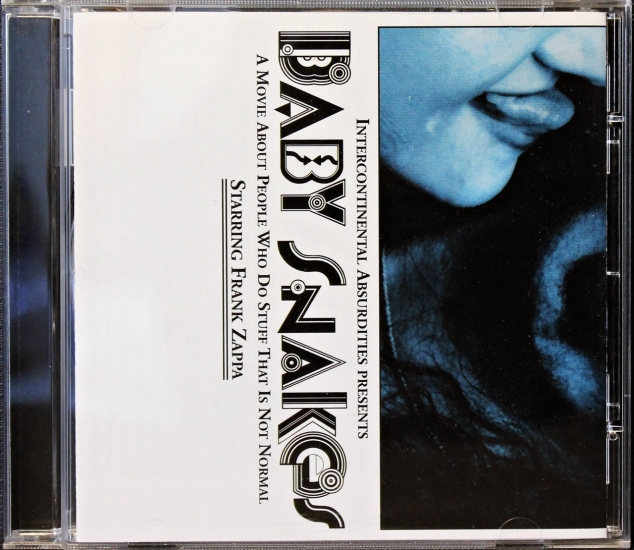 INTERCONTINENTAL ABSURDITIES PRESENTS
BABY SNAKES
A MOVIE ABOUT PEOPLE WHO DO STUFF THAT IS NOT NORMAL
STARRING FRANK ZAPPA